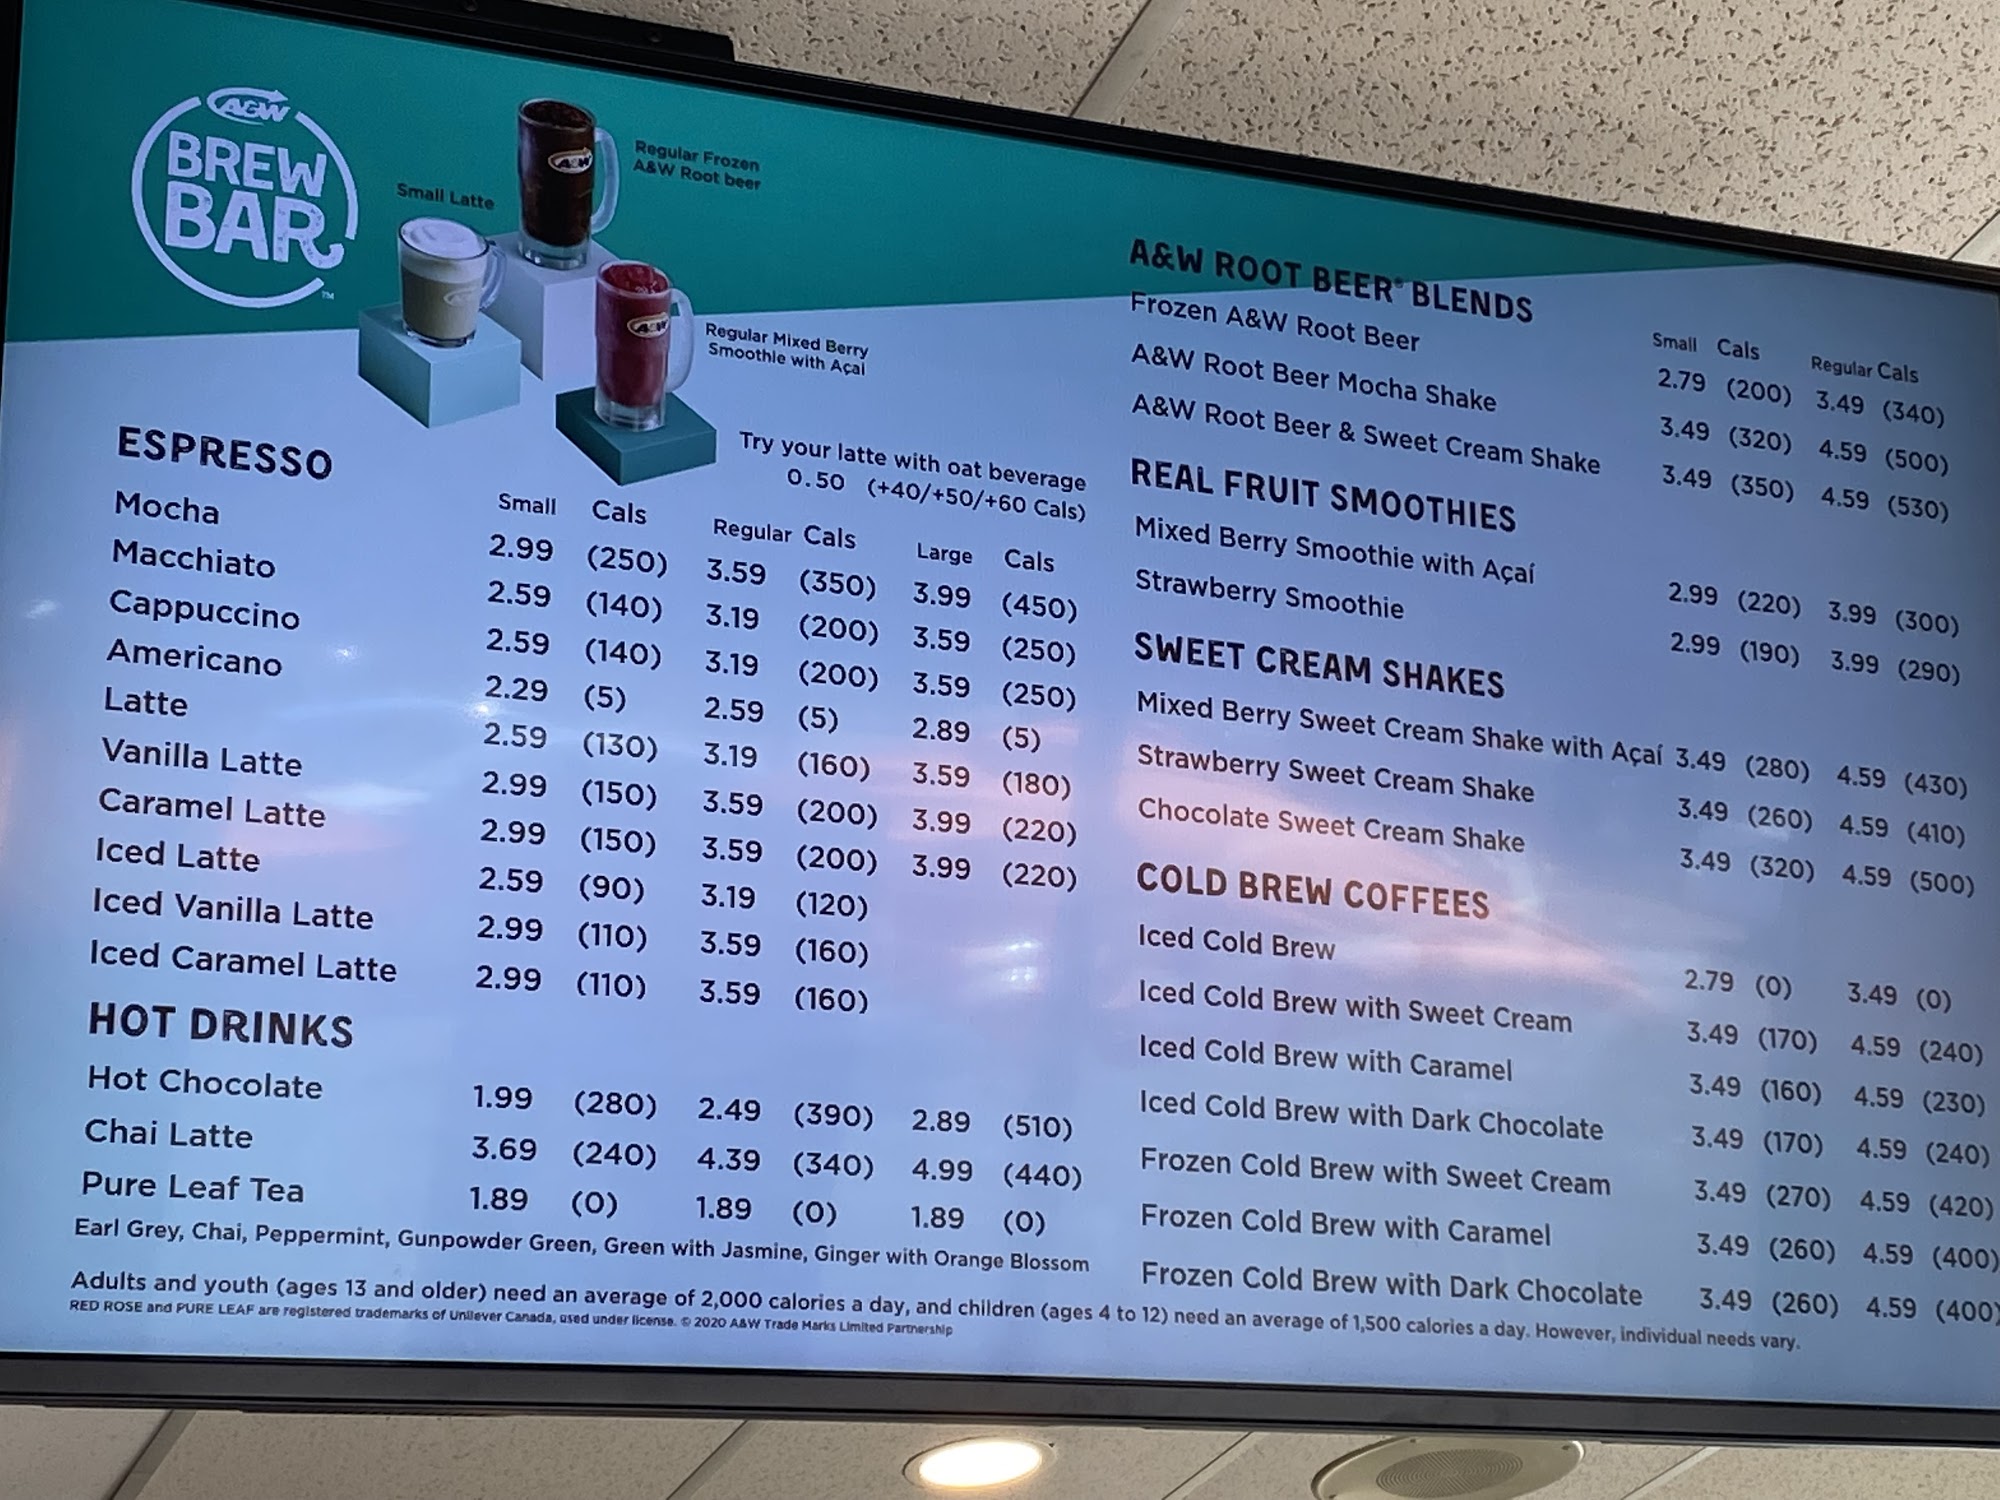 A&W
BREW
BAR
TM
Small Latte
A&W
Regular Frozen
A&W Root beer
A&W
Regular Mixed Berry
Smoothie with Açaí
Try your latte with oat beverage
0.50 (+40/+50/+60 Cals)
ESPRESSO
Small Cals Regular Cals Large Cals
Mocha 2.99 (250) 3.59 (350) 3.99 (450)
Macchiato 2.59 (140) 3.19 (200) 3.59 (250)
Cappuccino 2.59 (140) 3.19 (200) 3.59 (250)
Americano 2.29 (5) 2.59 (5) 2.89 (5)
Latte 2.59 (130) 3.19 (160) 3.59 (180)
Vanilla Latte 2.99 (150) 3.59 (200) 3.99 (220)
Caramel Latte 2.99 (150) 3.59 (200) 3.99 (220)
Iced Latte 2.59 (90) 3.19 (120)
Iced Vanilla Latte 2.99 (110) 3.59 (160)
Iced Caramel Latte 2.99 (110) 3.59 (160)
HOT DRINKS
Hot Chocolate 1.99 (280) 2.49 (390) 2.89 (510)
Chai Latte 3.69 (240) 4.39 (340) 4.99 (440)
Pure Leaf Tea 1.89 (0) 1.89 (0) 1.89 (0)
Earl Grey, Chai, Peppermint, Gunpowder Green, Green with Jasmine, Ginger with Orange Blossom
A&W ROOT BEER® BLENDS
Small Cals Regular Cals
Frozen A&W Root Beer 2.79 (200) 3.49 (340)
A&W Root Beer Mocha Shake 3.49 (320) 4.59 (500)
A&W Root Beer & Sweet Cream Shake 3.49 (350) 4.59 (530)
REAL FRUIT SMOOTHIES
Mixed Berry Smoothie with Açaí 2.99 (220) 3.99 (300)
Strawberry Smoothie 2.99 (190) 3.99 (290)
SWEET CREAM SHAKES
Mixed Berry Sweet Cream Shake with Açaí 3.49 (280) 4.59 (430)
Strawberry Sweet Cream Shake 3.49 (260) 4.59 (410)
Chocolate Sweet Cream Shake 3.49 (320) 4.59 (500)
COLD BREW COFFEES
Iced Cold Brew 2.79 (0) 3.49 (0)
Iced Cold Brew with Sweet Cream 3.49 (170) 4.59 (240)
Iced Cold Brew with Caramel 3.49 (160) 4.59 (230)
Iced Cold Brew with Dark Chocolate 3.49 (170) 4.59 (240)
Frozen Cold Brew with Sweet Cream 3.49 (270) 4.59 (420)
Frozen Cold Brew with Caramel 3.49 (260) 4.59 (400)
Frozen Cold Brew with Dark Chocolate 3.49 (260) 4.59 (400)
Adults and youth (ages 13 and older) need an average of 2,000 calories a day, and children (ages 4 to 12) need an average of 1,500 calories a day. However, individual needs vary.
RED ROSE and PURE LEAF are registered trademarks of Unilever Canada, used under license. © 2020 A&W Trade Marks Limited Partnership